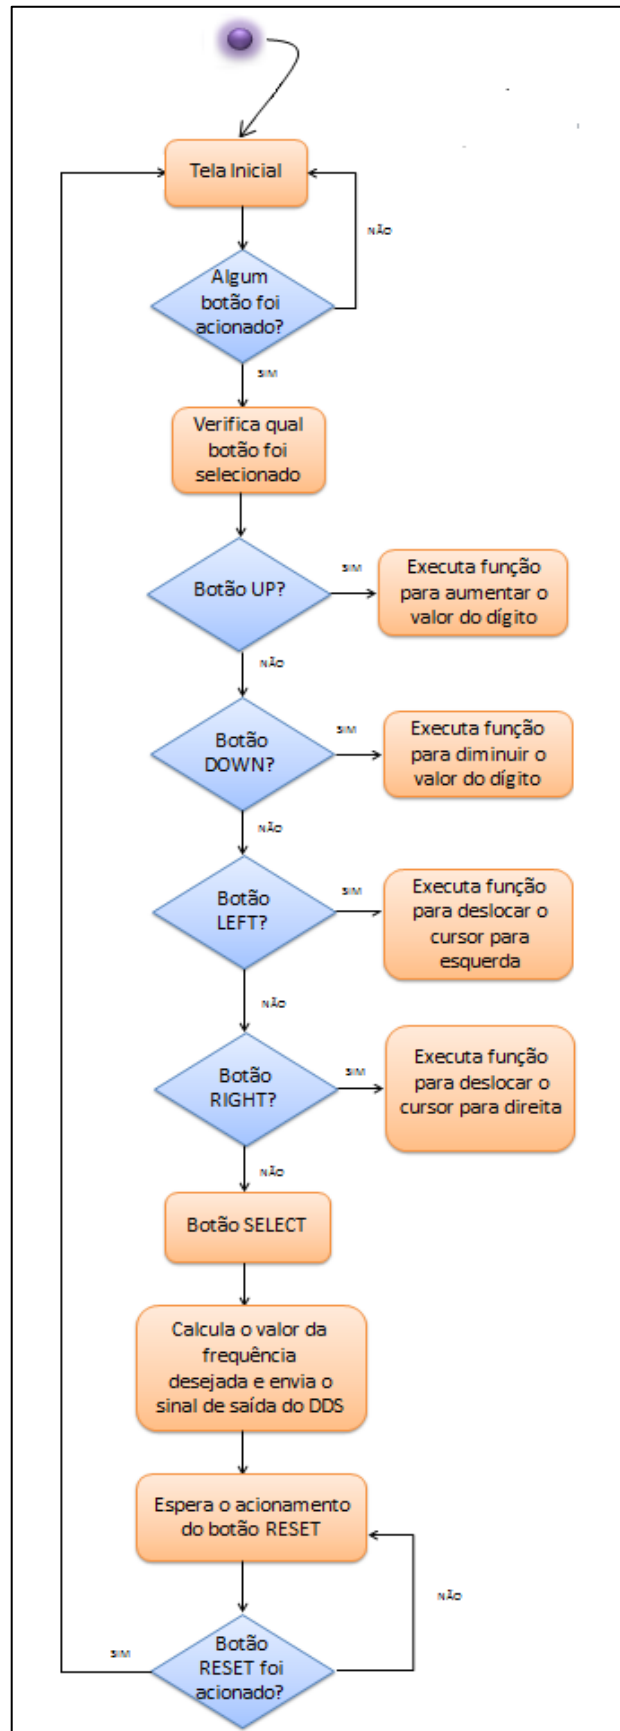 Tela Inicial
NÃO
Algum
botão foi
acionado?
SIM
Verifica qual
botão foi
selecionado
Botão UP?
SIM
Executa função
para aumentar o
valor do dígito
NÃO
Botão
DOWN?
SIM
Executa função
para diminuir o
valor do dígito
NÃO
Botão
LEFT?
SIM
Executa função
para deslocar o
cursor para
esquerda
NÃO
Botão
RIGHT?
SIM
Executa função
para deslocar o
cursor para direita
NÃO
Botão SELECT
Calcula o valor da
frequência
desejada e envia o
sinal de saída do DDS
Espera o acionamento
do botão RESET
NÃO
Botão
RESET foi
acionado?
SIM